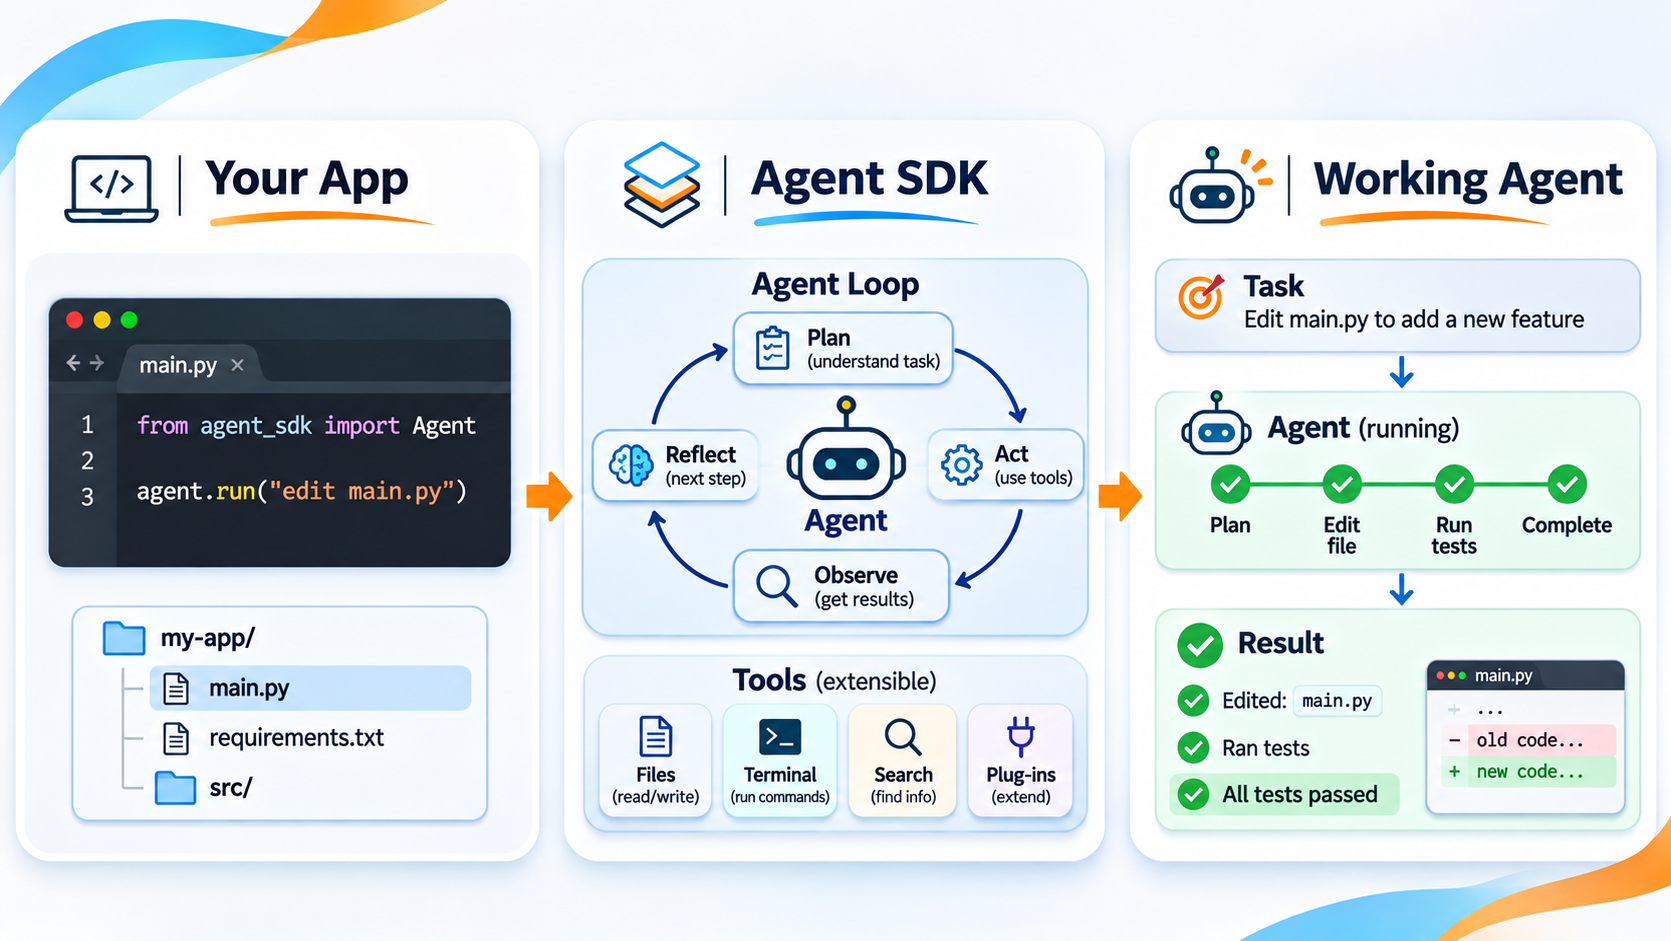 </> Your App
main.py ×
1 from agent_sdk import Agent
2
3 agent.run("edit main.py")
my-app/
main.py
requirements.txt
src/
Agent SDK
Agent Loop
Plan
(understand task)
Act
(use tools)
Observe
(get results)
Reflect
(next step)
Agent
Tools (extensible)
Files
(read/write)
Terminal
(run commands)
Search
(find info)
Plug-ins
(extend)
Working Agent
Task
Edit main.py to add a new feature
Agent (running)
Plan
Edit
file
Run
tests
Complete
Result
Edited: main.py
Ran tests
All tests passed
main.py
+ ...
- old code...
+ new code...